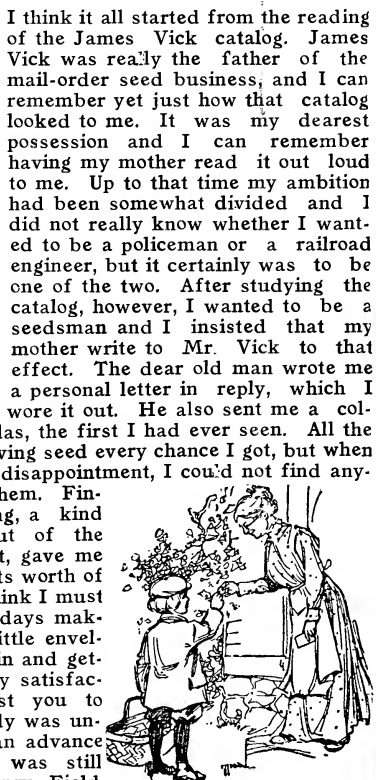 I think it all started from the reading
of the James Vick catalog. James
Vick was really the father of the
mail-order seed business, and I can
remember yet just how that catalog
looked to me. It was my dearest
possession and I can remember
having my mother read it out loud
to me. Up to that time my ambition
had been somewhat divided and I
did not really know whether I want-
ed to be a policeman or a railroad
engineer, but it certainly was to be
one of the two. After studying the
catalog, however, I wanted to be a
seedsman and I insisted that my
mother write to Mr. Vick to that
effect. The dear old man wrote me
a personal letter in reply, which I
wore it out. He also sent me a col-
las, the first I had ever seen. All the
ving seed every chance I got, but when
disappointment, I could not find any-
hem. Fin-
ng, a kind
ut of the
t, gave me
ts worth of
ink I must
days mak-
ittle envel-
in and get-
y satisfac-
st you to
ly was un-
an advance
was still